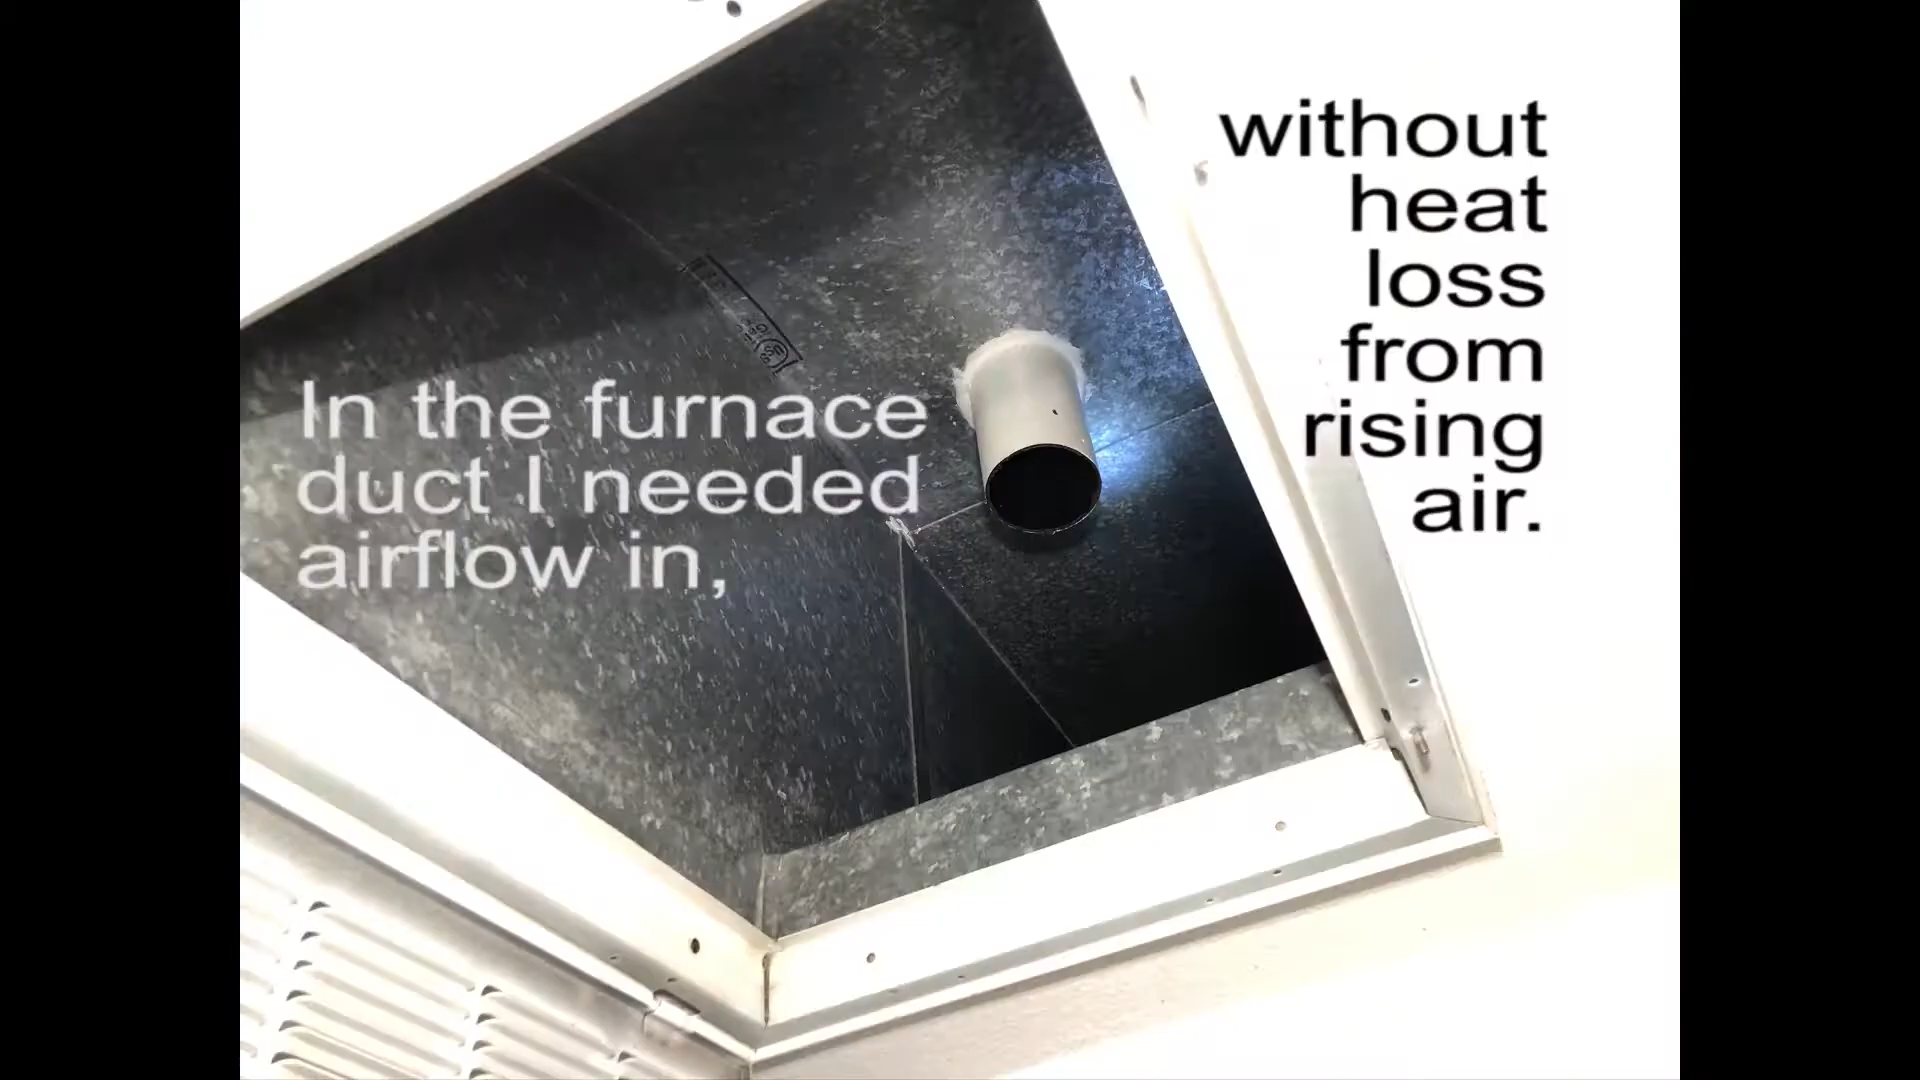 In the furnace
duct I needed
airflow in,
without
heat
loss
from
rising
air.